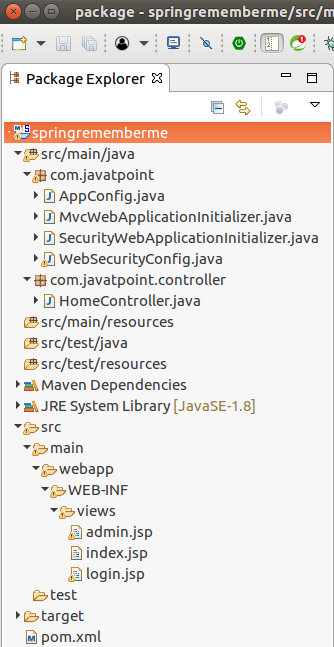 package - springrememberme/src/m
Package Explorer
springrememberme
src/main/java
com.javatpoint
AppConfig.java
MvcWebApplicationInitializer.java
SecurityWebApplicationInitializer.java
WebSecurityConfig.java
com.javatpoint.controller
HomeController.java
src/main/resources
src/test/java
src/test/resources
Maven Dependencies
JRE System Library [JavaSE-1.8]
src
main
webapp
WEB-INF
views
admin.jsp
index.jsp
login.jsp
test
target
pom.xml